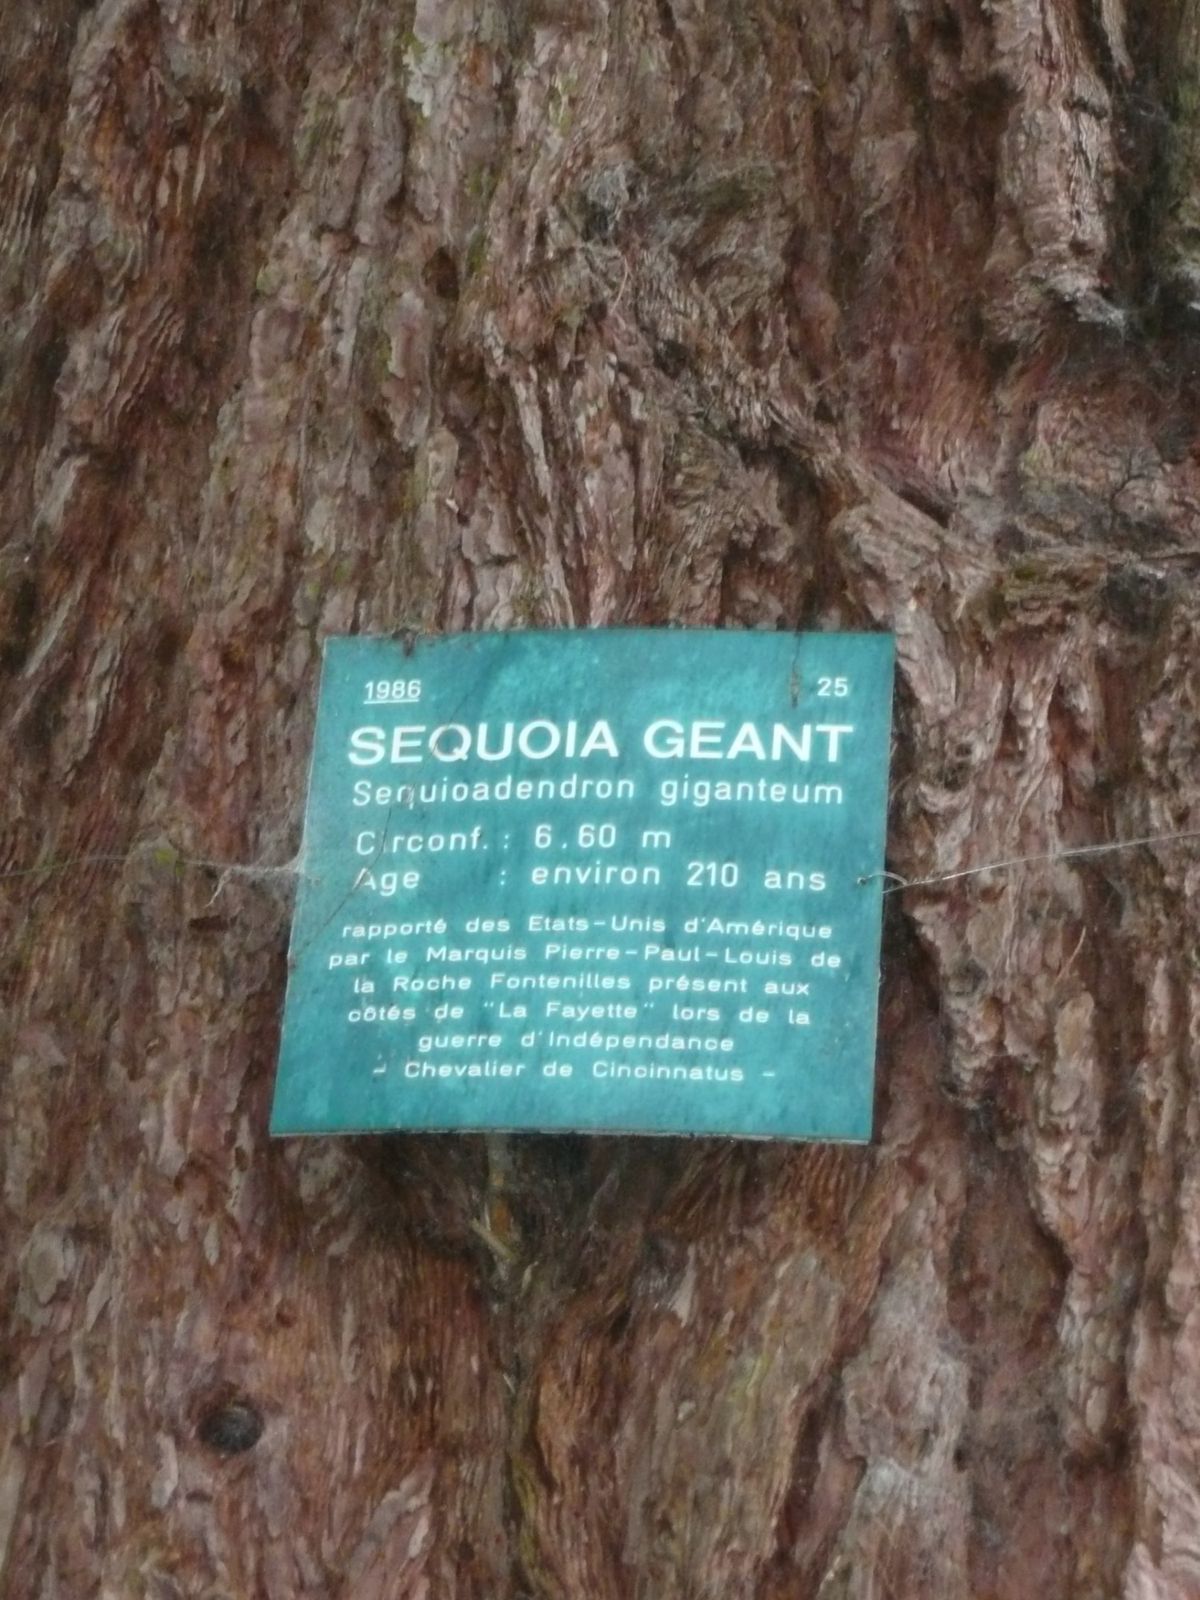 1986 25
SEQUOIA GEANT
Sequioadendron giganteum
Circonf. : 6.60 m
Age : environ 210 ans
rapporté des Etats-Unis d'Amérique
par le Marquis Pierre-Paul-Louis de
la Roche Fontenilles présent aux
côtés de "La Fayette" lors de la
guerre d'Indépendance
- Chevalier de Cincinnatus -